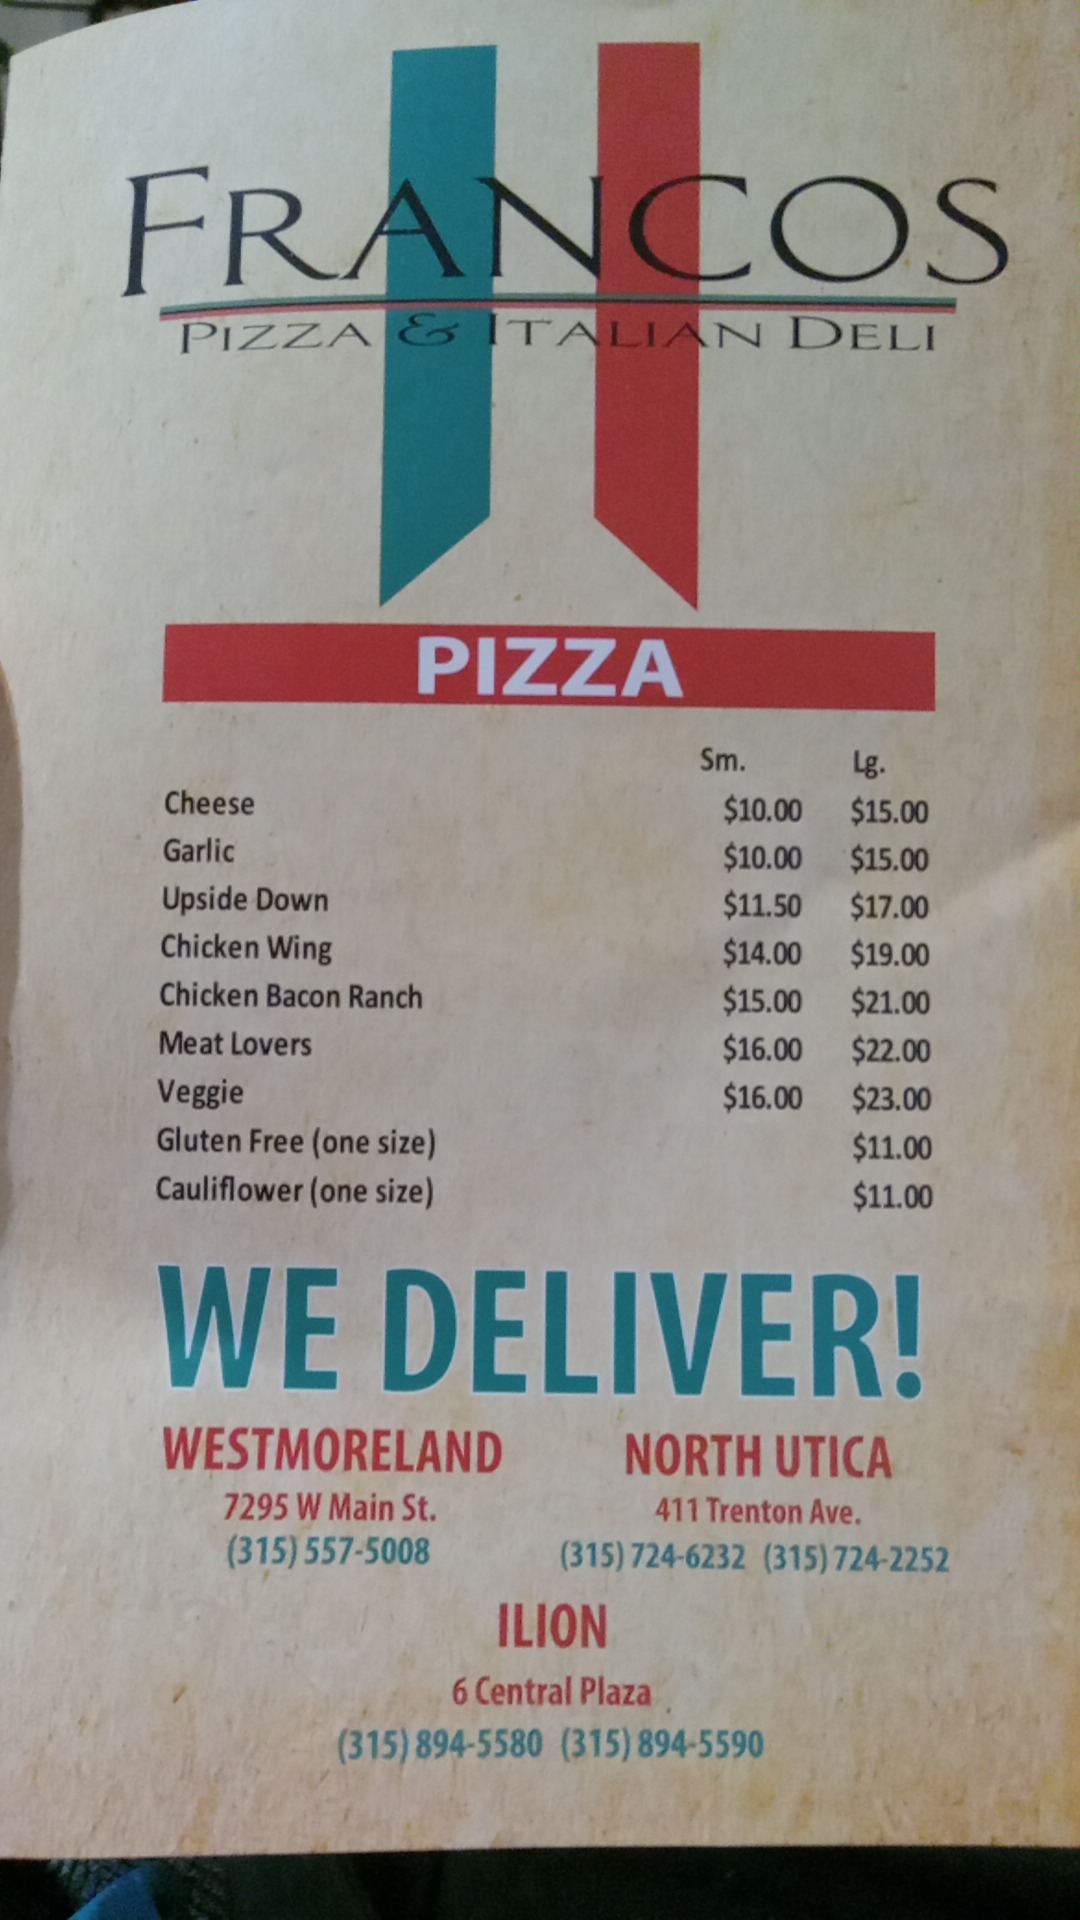 FRANCOS
PIZZA & ITALIAN DELI
PIZZA
Sm. Lg.
Cheese $10.00 $15.00
Garlic $10.00 $15.00
Upside Down $11.50 $17.00
Chicken Wing $14.00 $19.00
Chicken Bacon Ranch $15.00 $21.00
Meat Lovers $16.00 $22.00
Veggie $16.00 $23.00
Gluten Free (one size) $11.00
Cauliflower (one size) $11.00
WE DELIVER!
WESTMORELAND NORTH UTICA
7295 W Main St. 411 Trenton Ave.
(315) 557-5008 (315) 724-6232 (315) 724-2252
ILION
6 Central Plaza
(315) 894-5580 (315) 894-5590